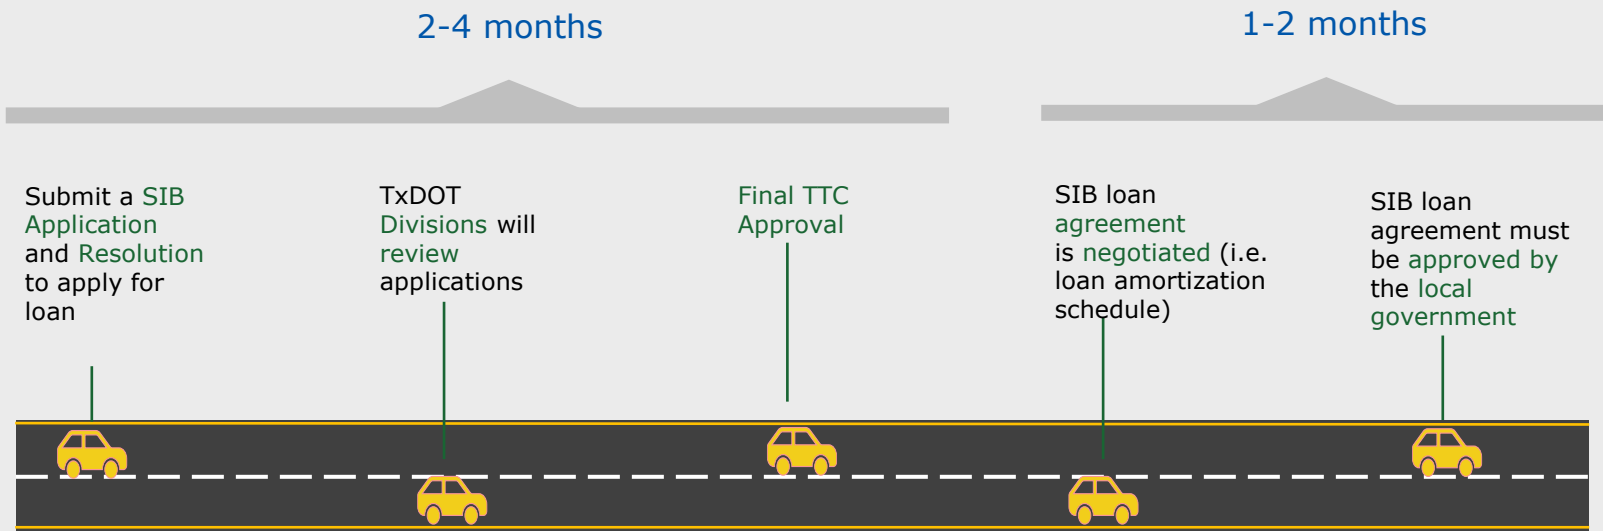 2-4 months
1-2 months
Submit a SIB
Application
and Resolution
to apply for
loan
TxDOT
Divisions will
review
applications
Final TTC
Approval
SIB loan
agreement
is negotiated (i.e.
loan amortization
schedule)
SIB loan
agreement must
be approved by
the local
government